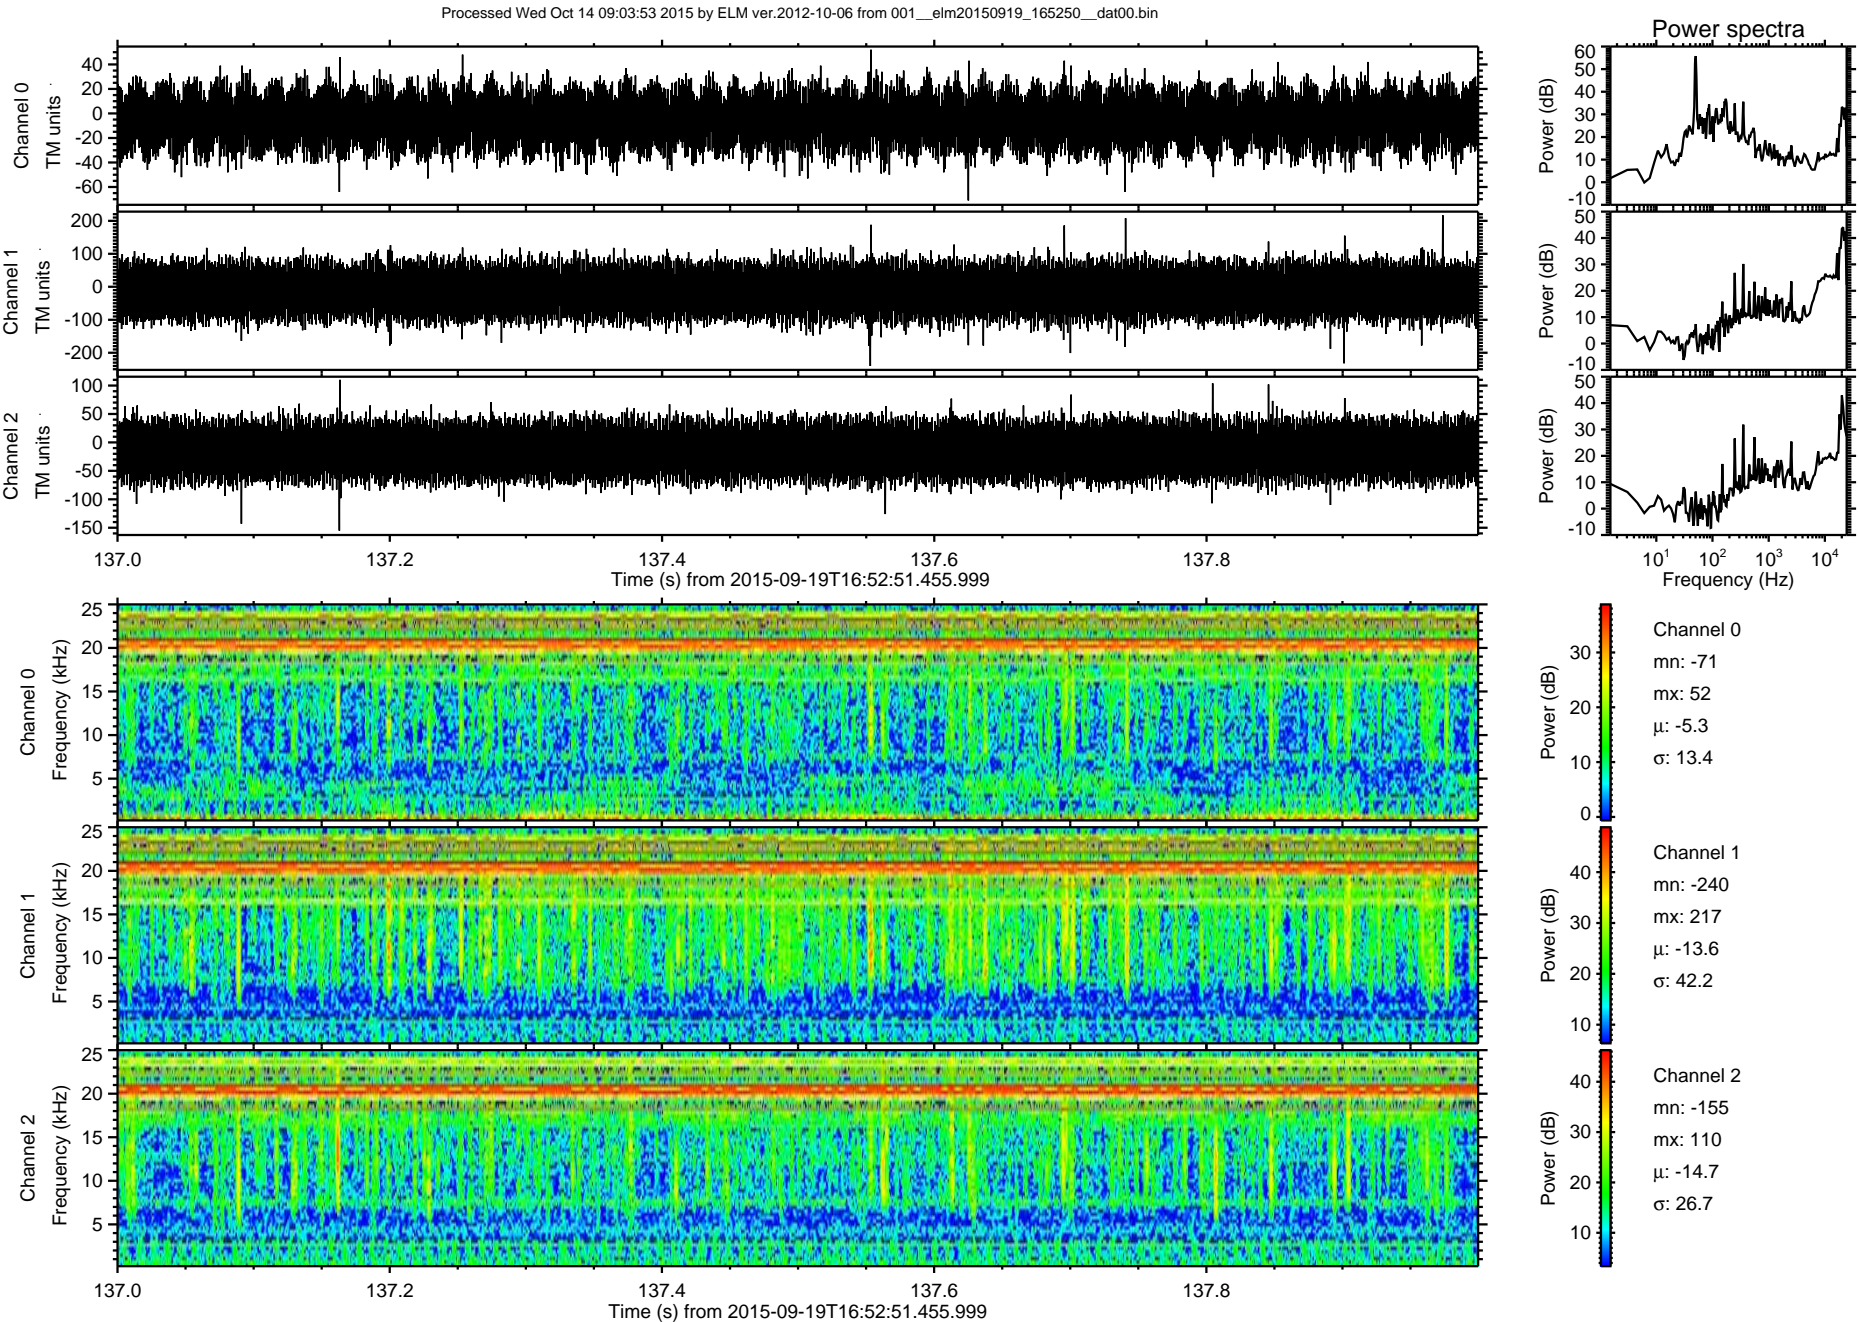 Processed Wed Oct 14 09:03:53 2015 by ELM ver.2012-10-06 from 001__elm20150919_165250__dat00.bin
Power spectra
Channel 0
TM units
40
20
0
-20
-40
-60
Power (dB)
60
50
40
30
20
10
0
-10
Channel 1
TM units
200
100
0
-100
-200
Power (dB)
50
40
30
20
10
0
-10
Channel 2
TM units
100
50
0
-50
-100
-150
Power (dB)
50
40
30
20
10
0
-10
137.0 137.2 137.4 137.6 137.8
Time (s) from 2015-09-19T16:52:51.455.999
10^1 10^2 10^3 10^4
Frequency (Hz)
Channel 0
Frequency (kHz)
25
20
15
10
5
Power (dB)
30
20
10
0
Channel 0
mn: -71
mx: 52
µ: -5.3
σ: 13.4
Channel 1
Frequency (kHz)
25
20
15
10
5
Power (dB)
40
30
20
10
Channel 1
mn: -240
mx: 217
µ: -13.6
σ: 42.2
Channel 2
Frequency (kHz)
25
20
15
10
5
Power (dB)
40
30
20
10
Channel 2
mn: -155
mx: 110
µ: -14.7
σ: 26.7
137.0 137.2 137.4 137.6 137.8
Time (s) from 2015-09-19T16:52:51.455.999